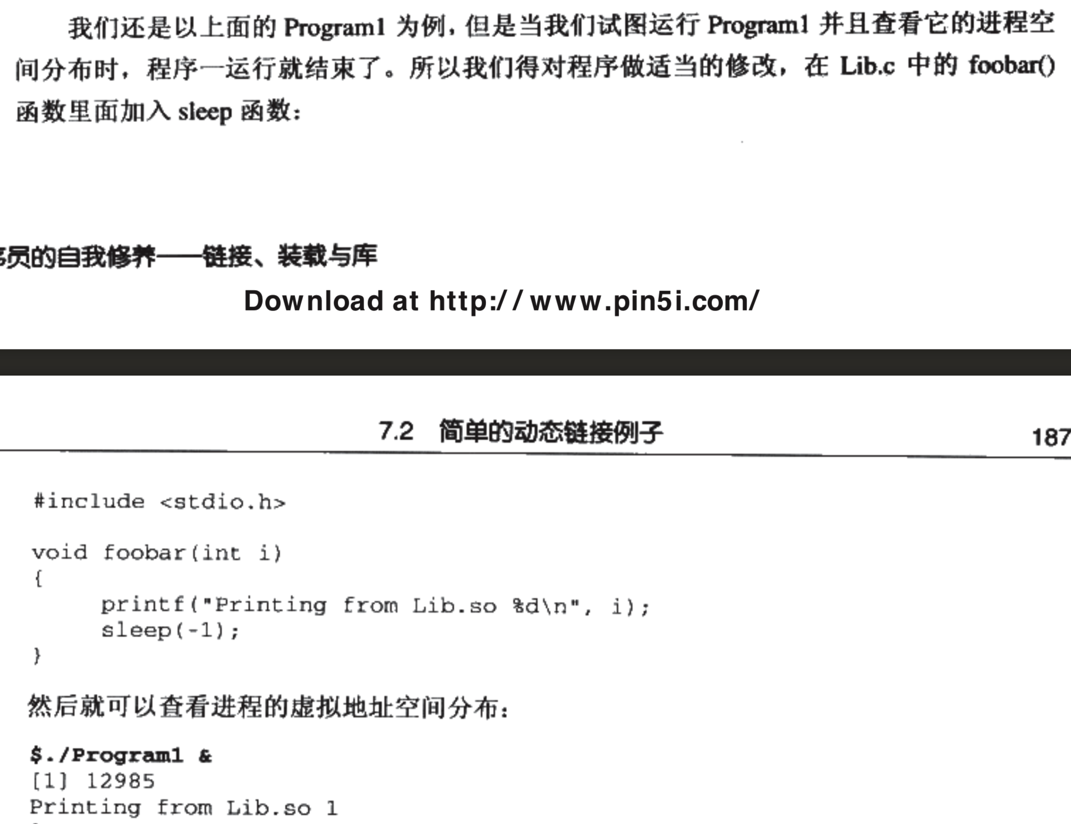 我们还是以上面的 Program1 为例，但是当我们试图运行 Program1 并且查看它的进程空
间分布时，程序一运行就结束了。所以我们得对程序做适当的修改，在 Lib.c 中的 foobar()
函数里面加入 sleep 函数：
序员的自我修养——链接、装载与库
Download at http://www.pin5i.com/
7.2 简单的动态链接例子 187
#include <stdio.h>
void foobar(int i)
{
printf("Printing from Lib.so %d\n", i);
sleep(-1);
}
然后就可以查看进程的虚拟地址空间分布：
$./Program1 &
[1] 12985
Printing from Lib.so 1